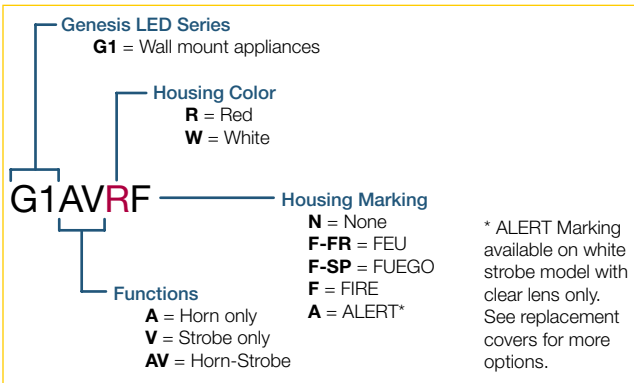 Genesis LED Series
G1 = Wall mount appliances
Housing Color
R = Red
W = White
G1AVRF
Housing Marking
N = None
F-FR = FEU
F-SP = FUEGO
F = FIRE
A = ALERT*
* ALERT Marking
available on white
strobe model with
clear lens only.
See replacement
covers for more
options.
Functions
A = Horn only
V = Strobe only
AV = Horn-Strobe